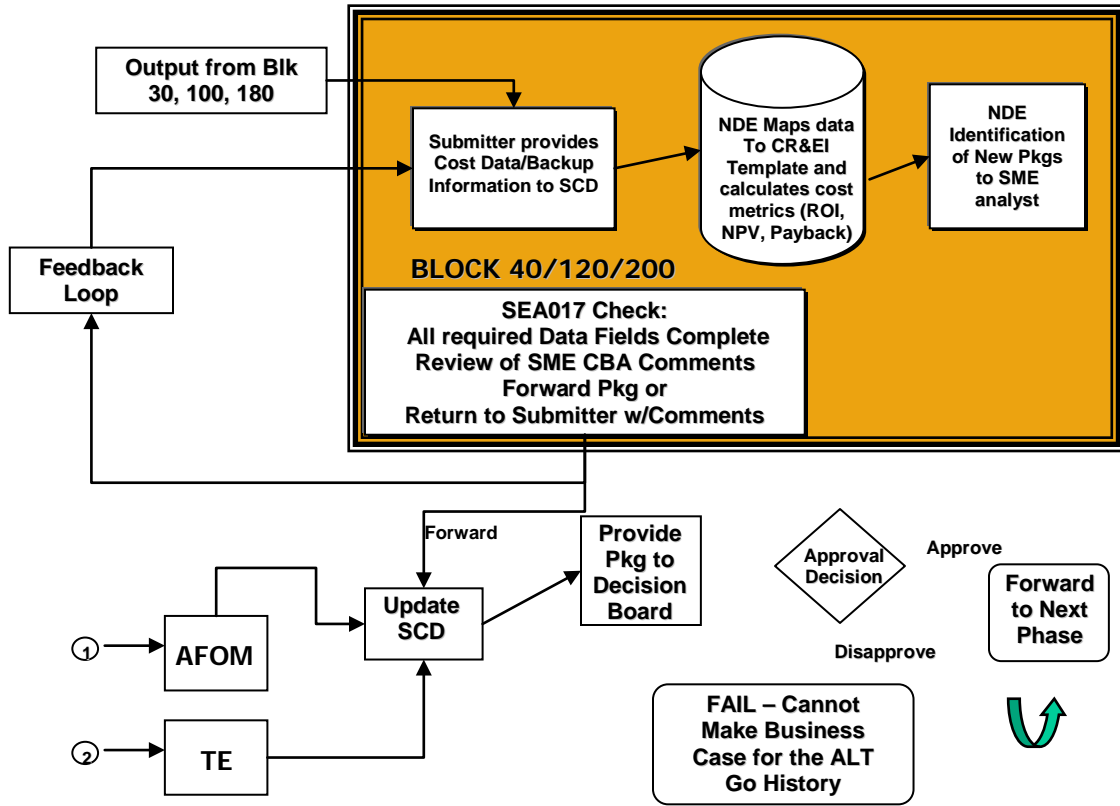 Output from Blk
30, 100, 180
Submitter provides
Cost Data/Backup
Information to SCD
NDE Maps data
To CR&EI
Template and
calculates cost
metrics (ROI,
NPV, Payback)
NDE
Identification
of New Pkgs
to SME
analyst
Feedback
Loop
BLOCK 40/120/200
SEA017 Check:
All required Data Fields Complete
Review of SME CBA Comments
Forward Pkg or
Return to Submitter w/Comments
Forward
Provide
Pkg to
Decision
Board
Approval
Decision
Approve
Forward
to Next
Phase
Update
SCD
1
AFOM
Disapprove
2
TE
FAIL – Cannot
Make Business
Case for the ALT
Go History